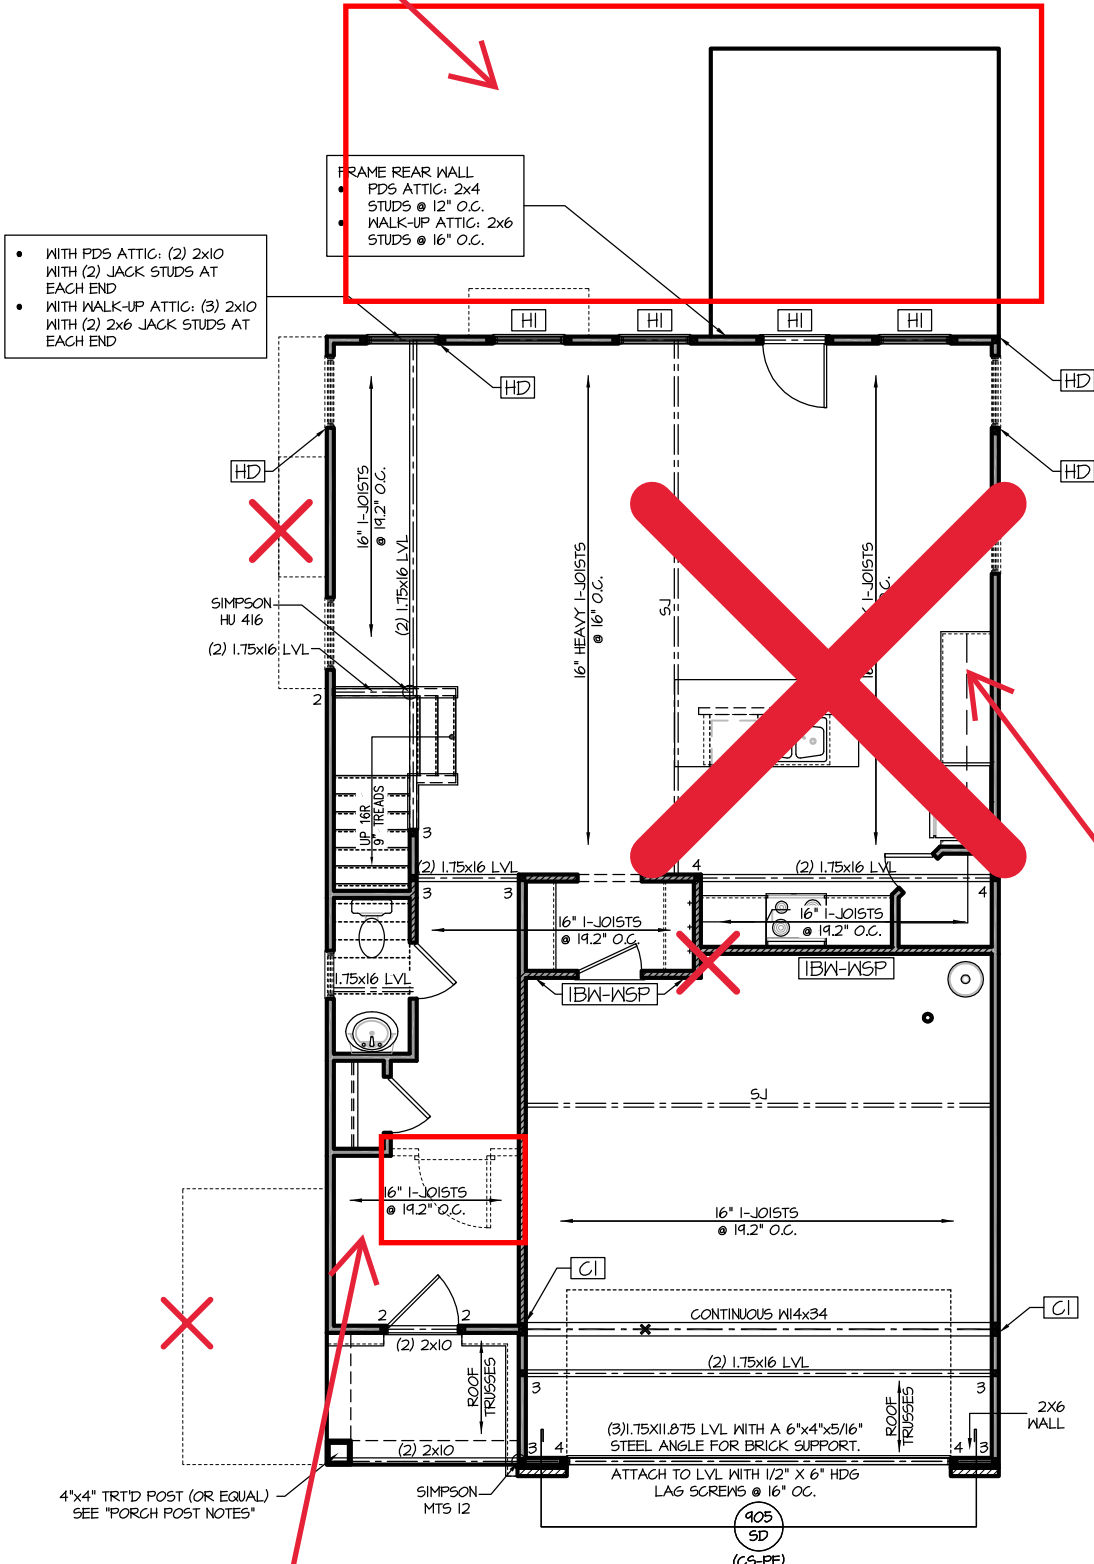 FRAME REAR WALL
• PDS ATTIC: 2x4
STUDS @ 12" O.C.
• WALK-UP ATTIC: 2x6
STUDS @ 16" O.C.
• WITH PDS ATTIC: (2) 2x10
WITH (2) JACK STUDS AT
EACH END
• WITH WALK-UP ATTIC: (3) 2x10
WITH (2) 2x6 JACK STUDS AT
EACH END
H1
H1
H1
H1
HD
HD
HD
HD
16" I-JOISTS
@ 19.2" O.C.
(2) 1.75x16 LVL
16" HEAVY I-JOISTS
@ 16" O.C.
SJ
I-JOISTS
O.C.
SIMPSON
HU 416
(2) 1.75x16 LVL
2
UP 16R
9" TREADS
3
(2) 1.75x16 LVL
4
(2) 1.75x16 LVL
3
3
4
16" I-JOISTS
@ 19.2" O.C.
16" I-JOISTS
@ 19.2" O.C.
1.75x16 LVL
IBW-WSP
IBW-WSP
SJ
16" I-JOISTS
@ 19.2" O.C.
16" I-JOISTS
@ 19.2" O.C.
C1
C1
2
2
CONTINUOUS W14x34
(2) 2x10
(2) 1.75x16 LVL
ROOF
TRUSSES
3
3
ROOF
TRUSSES
2X6
WALL
(3)1.75X11.875 LVL WITH A 6"x4"x5/16"
STEEL ANGLE FOR BRICK SUPPORT.
(2) 2x10
3
4
4
3
ATTACH TO LVL WITH 1/2" X 6" HDG
LAG SCREWS @ 16" OC.
4"x4" TRT'D POST (OR EQUAL)
SEE "PORCH POST NOTES"
SIMPSON
MTS 12
905
SD
(CS-PF)